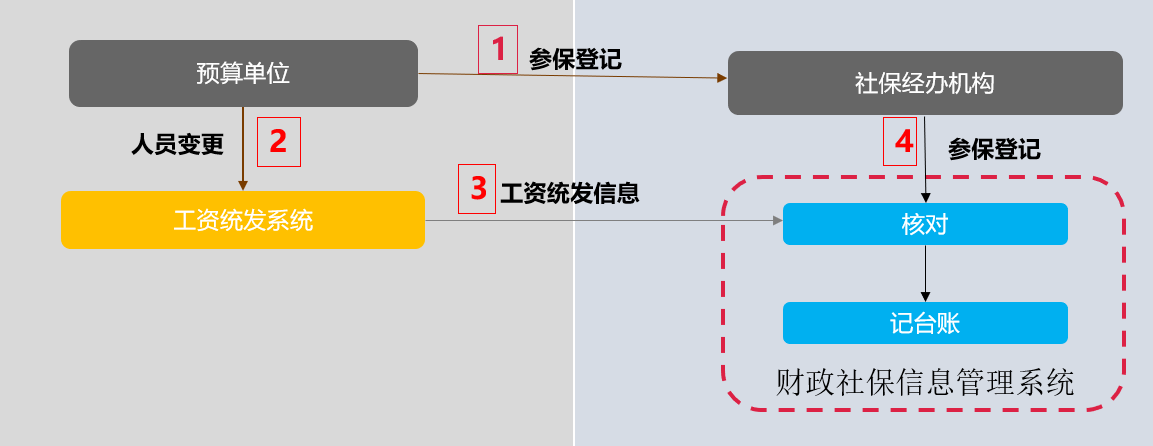 1
参保登记
预算单位
社保经办机构
人员变更
2
4
参保登记
3
工资统发信息
工资统发系统
核对
记台账
财政社保信息管理系统